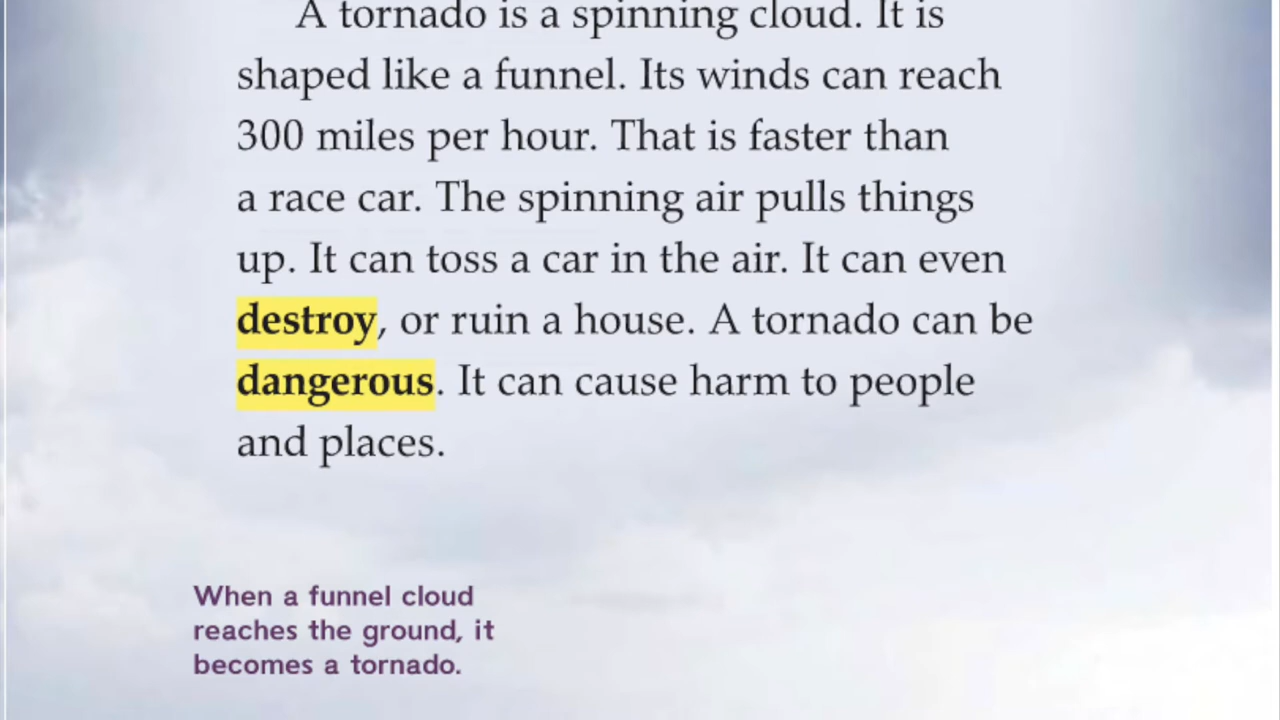 A tornado is a spinning cloud. It is
shaped like a funnel. Its winds can reach
300 miles per hour. That is faster than
a race car. The spinning air pulls things
up. It can toss a car in the air. It can even
destroy, or ruin a house. A tornado can be
dangerous. It can cause harm to people
and places.
When a funnel cloud
reaches the ground, it
becomes a tornado.